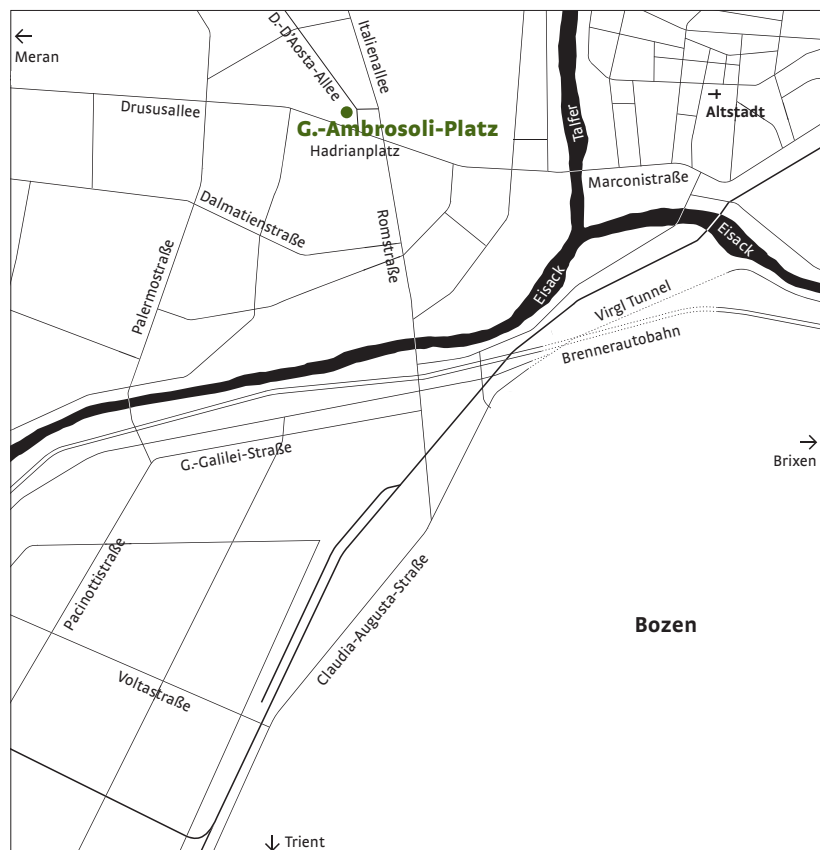 Meran
D.-D'Aosta-Allee
Italienallee
Drususallee
G.-Ambrosoli-Platz
Hadrianplatz
Talfer
Altstadt
Marconistraße
Dalmatienstraße
Romstraße
Palermostraße
Eisack
Eisack
Virgl Tunnel
Brennerautobahn
Brixen
G.-Galilei-Straße
Pacinottistraße
Claudia-Augusta-Straße
Bozen
Voltastraße
Trient